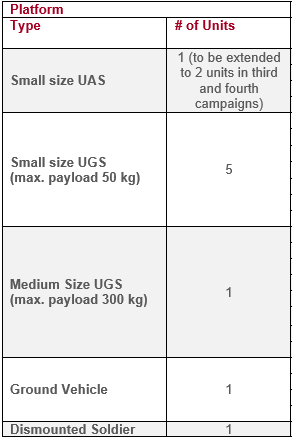 Platform
Type # of Units
Small size UAS 1 (to be extended
to 2 units in third
and fourth
campaigns)
Small size UGS
(max. payload 50 kg) 5
Medium Size UGS
(max. payload 300 kg) 1
Ground Vehicle 1
Dismounted Soldier 1